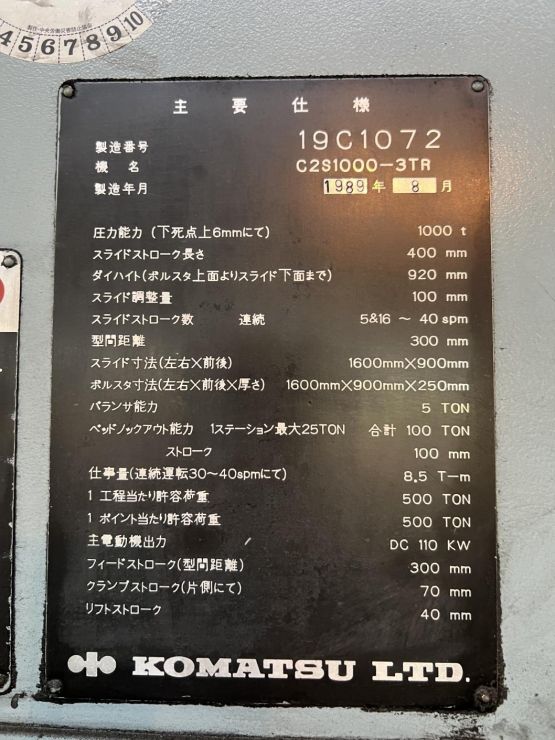 4 5 6 7 8 9 10
主要仕様
製造番号 19C1072
機名 C2S1000-3TR
製造年月 1989年 8月
圧力能力(下死点上6mmにて) 1000 t
スライドストローク長さ 400 mm
ダイハイト(ボルスタ上面よりスライド下面まで) 920 mm
スライド調整量 100 mm
スライドストローク数 連続 5&16 ~ 40 spm
型間距離 300 mm
スライド寸法(左右×前後) 1600mm×900mm
ボルスタ寸法(左右×前後×厚さ) 1600mm×900mm×250mm
バランサ能力 5 TON
ベッドノックアウト能力 1ステーション最大25TON 合計 100 TON
ストローク 100 mm
仕事量(連続運転30~40spmにて) 8.5 T-m
1 工程当たり許容荷重 500 TON
1 ポイント当たり許容荷重 500 TON
主電動機出力 DC 110 KW
フィードストローク(型間距離) 300 mm
クランプストローク(片側にて) 70 mm
リフトストローク 40 mm
KOMATSU LTD.